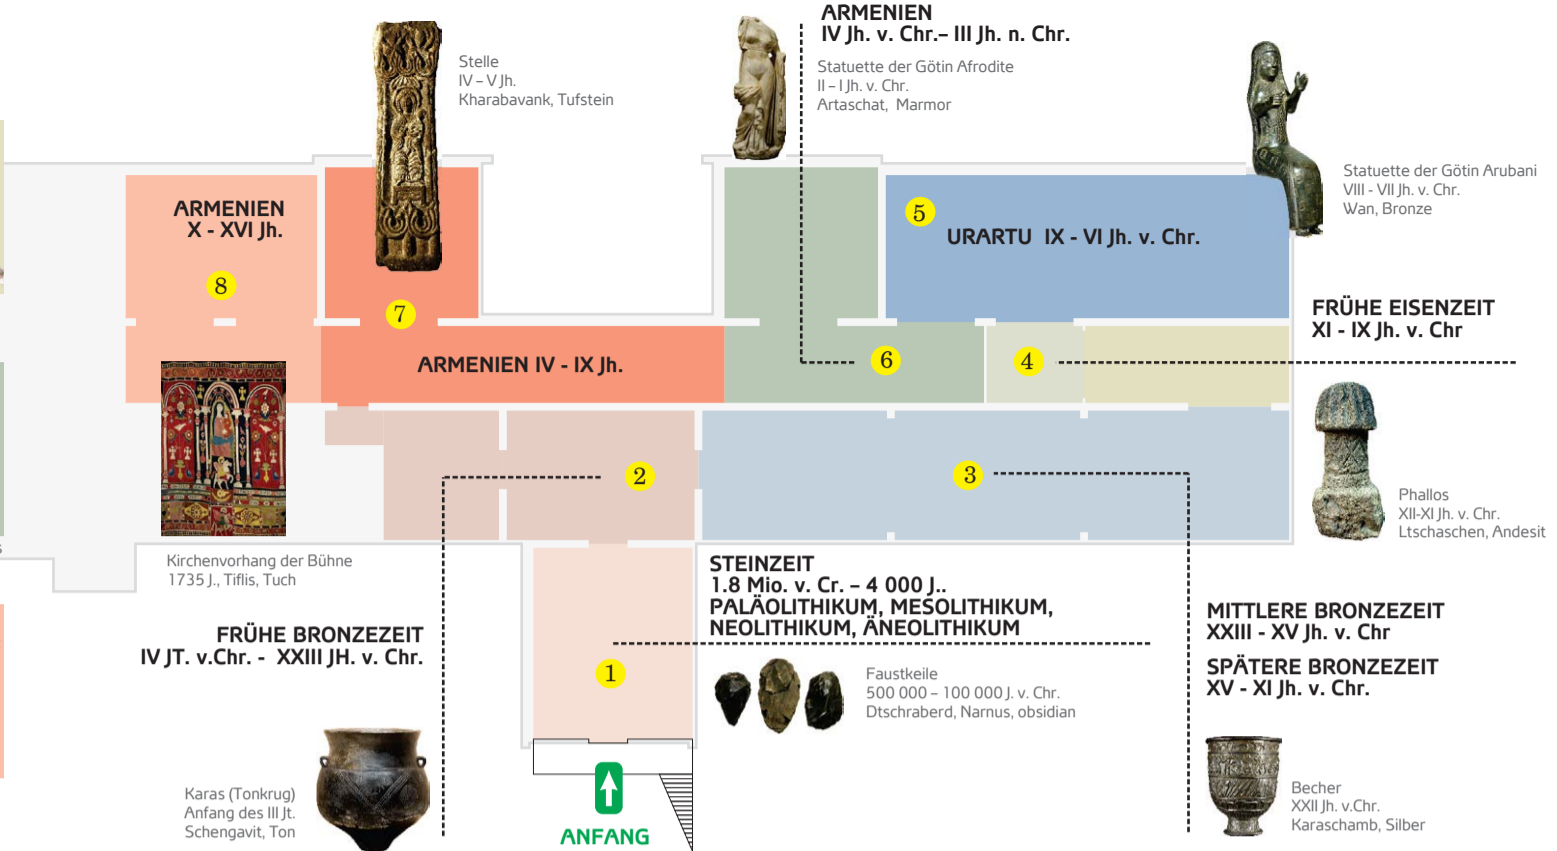 ARMENIEN
IV Jh. v. Chr.– III Jh. n. Chr.
Statuette der Götin Afrodite
II – I Jh. v. Chr.
Artaschat, Marmor
Stelle
IV – V Jh.
Kharabavank, Tufstein
Statuette der Götin Arubani
VIII - VII Jh. v. Chr.
Wan, Bronze
ARMENIEN
X - XVI Jh.
8
7
5
URARTU IX - VI Jh. v. Chr.
FRÜHE EISENZEIT
XI - IX Jh. v. Chr
ARMENIEN IV - IX Jh.
6
4
2
3
Phallos
XII-XI Jh. v. Chr.
Ltschaschen, Andesit
Kirchenvorhang der Bühne
1735 J., Tiflis, Tuch
STEINZEIT
1.8 Mio. v. Cr. – 4 000 J..
PALÄOLITHIKUM, MESOLITHIKUM,
NEOLITHIKUM, ÄNEOLITHIKUM
FRÜHE BRONZEZEIT
IV JT. v.Chr. - XXIII JH. v. Chr.
MITTLERE BRONZEZEIT
XXIII - XV Jh. v. Chr
SPÄTERE BRONZEZEIT
XV - XI Jh. v. Chr.
1
Faustkeile
500 000 – 100 000 J. v. Chr.
Dtschraberd, Narnus, obsidian
Karas (Tonkrug)
Anfang des III Jt.
Schengavit, Ton
Becher
XXII Jh. v.Chr.
Karaschamb, Silber
ANFANG